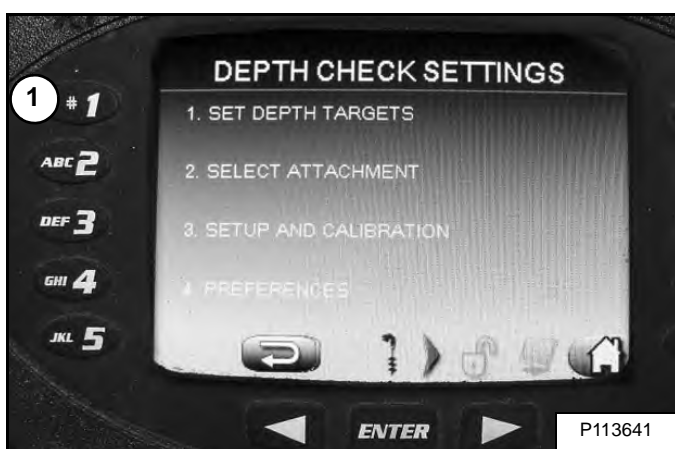 DEPTH CHECK SETTINGS
1
# 1
1. SET DEPTH TARGETS
ABC 2
2. SELECT ATTACHMENT
DEF 3
3. SETUP AND CALIBRATION
GHI 4
4. PREFERENCES
JKL 5
ENTER
P113641